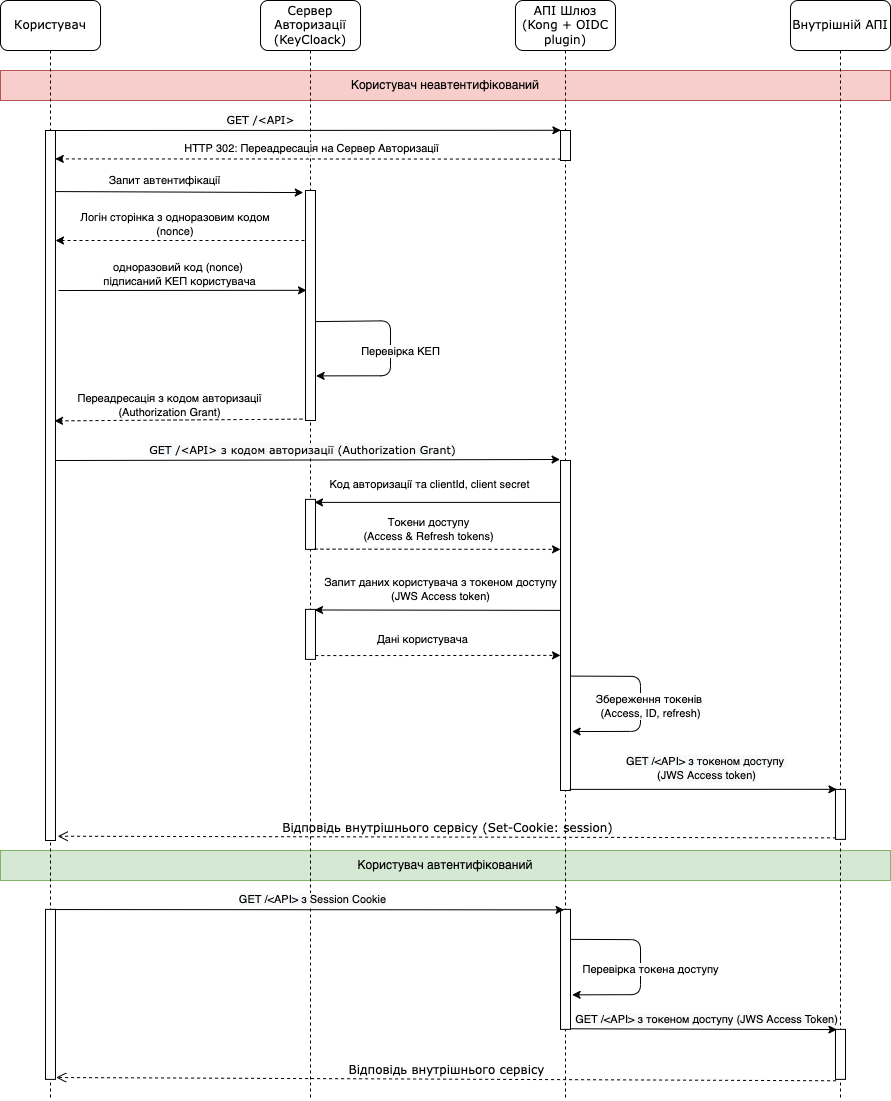 Користувач
Сервер
Авторизації
(KeyCloack)
АПІ Шлюз
(Kong + OIDC
plugin)
Внутрішній АПІ
Користувач неавтентифікований
GET /<API>
HTTP 302: Переадресація на Сервер Авторизації
Запит автентифікації
Логін сторінка з одноразовим кодом
(nonce)
одноразовий код (nonce)
підписаний КЕП користувача
Перевірка КЕП
Переадресація з кодом авторизації
(Authorization Grant)
GET /<API> з кодом авторизації (Authorization Grant)
Код авторизації та clientId, client secret
Токени доступу
(Access & Refresh tokens)
Запит даних користувача з токеном доступу
(JWS Access token)
Дані користувача
Збереження токенів
(Access, ID, refresh)
GET /<API> з токеном доступу
(JWS Access token)
Відповідь внутрішнього сервісу (Set-Cookie: session)
Користувач автентифікований
GET /<API> з Session Cookie
Перевірка токена доступу
GET /<API> з токеном доступу (JWS Access Token)
Відповідь внутрішнього сервісу